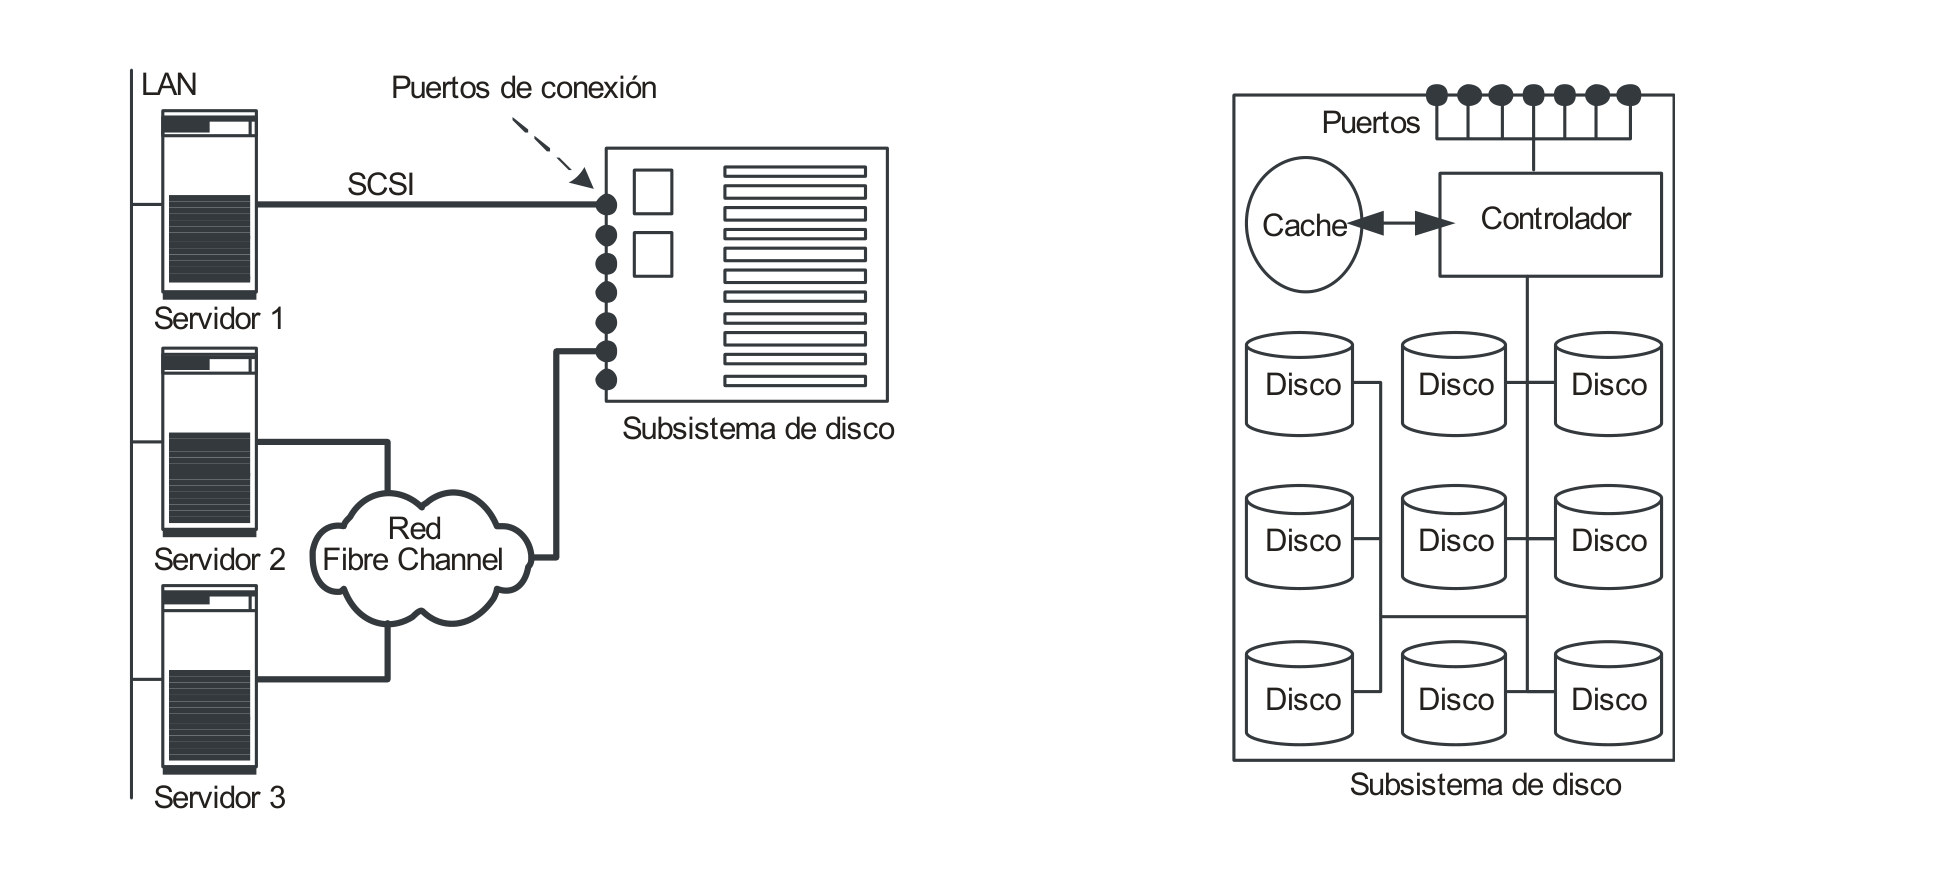 LAN
Puertos de conexión
SCSI
Servidor 1
Subsistema de disco
Red
Fibre Channel
Servidor 2
Servidor 3
Puertos
Cache
Controlador
Disco
Disco
Disco
Disco
Disco
Disco
Disco
Disco
Disco
Subsistema de disco